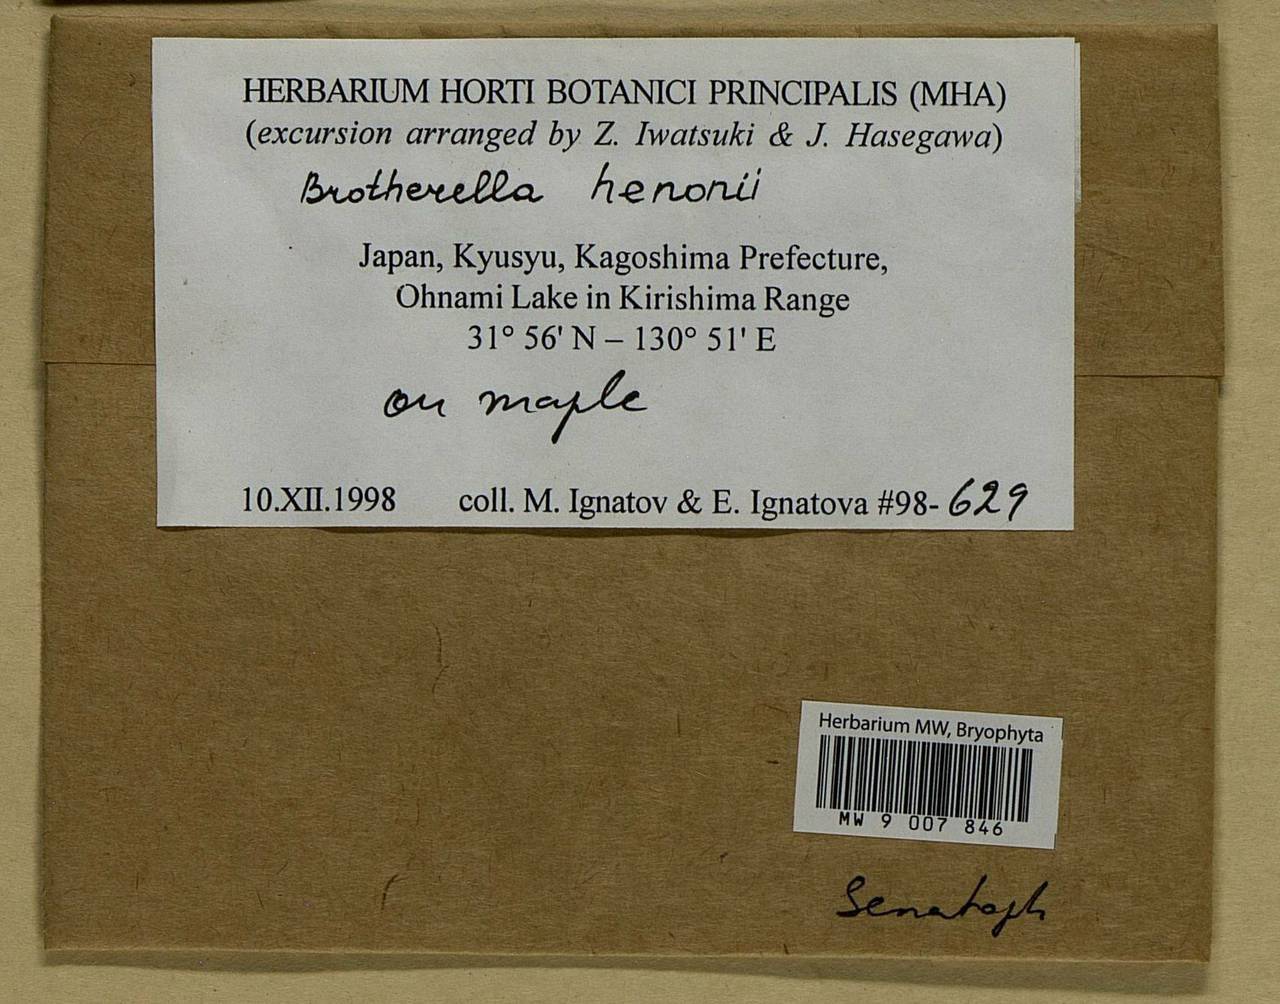 HERBARIUM HORTI BOTANICI PRINCIPALIS (MHA)
(excursion arranged by Z. Iwatsuki & J. Hasegawa)
Brotherella henonii
Japan, Kyusyu, Kagoshima Prefecture,
Ohnami Lake in Kirishima Range
31° 56' N – 130° 51' E
on maple
10.XII.1998 coll. M. Ignatov & E. Ignatova #98-629
Herbarium MW, Bryophyta
MW 9 007 846